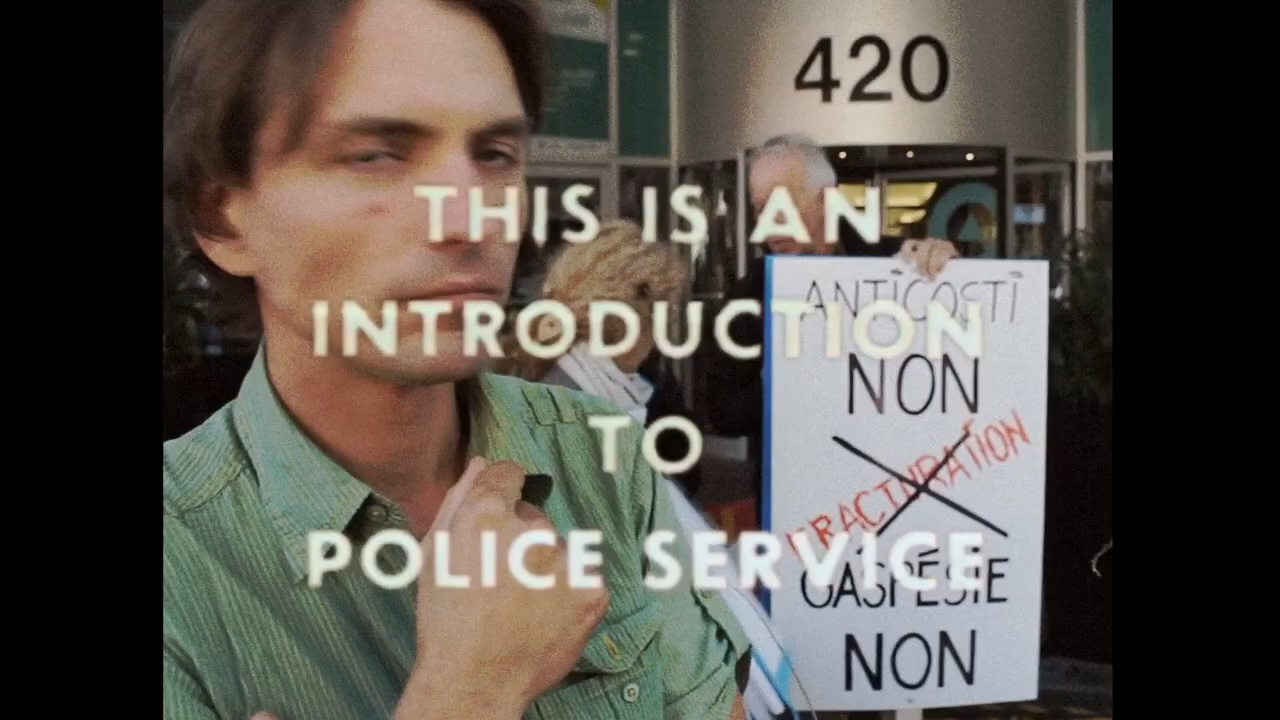 420
THIS IS AN
INTRODUCTION
TO
POLICE SERVICE
ANTICOSTI
NON
FRACTURATION
GASPÉSIE
NON